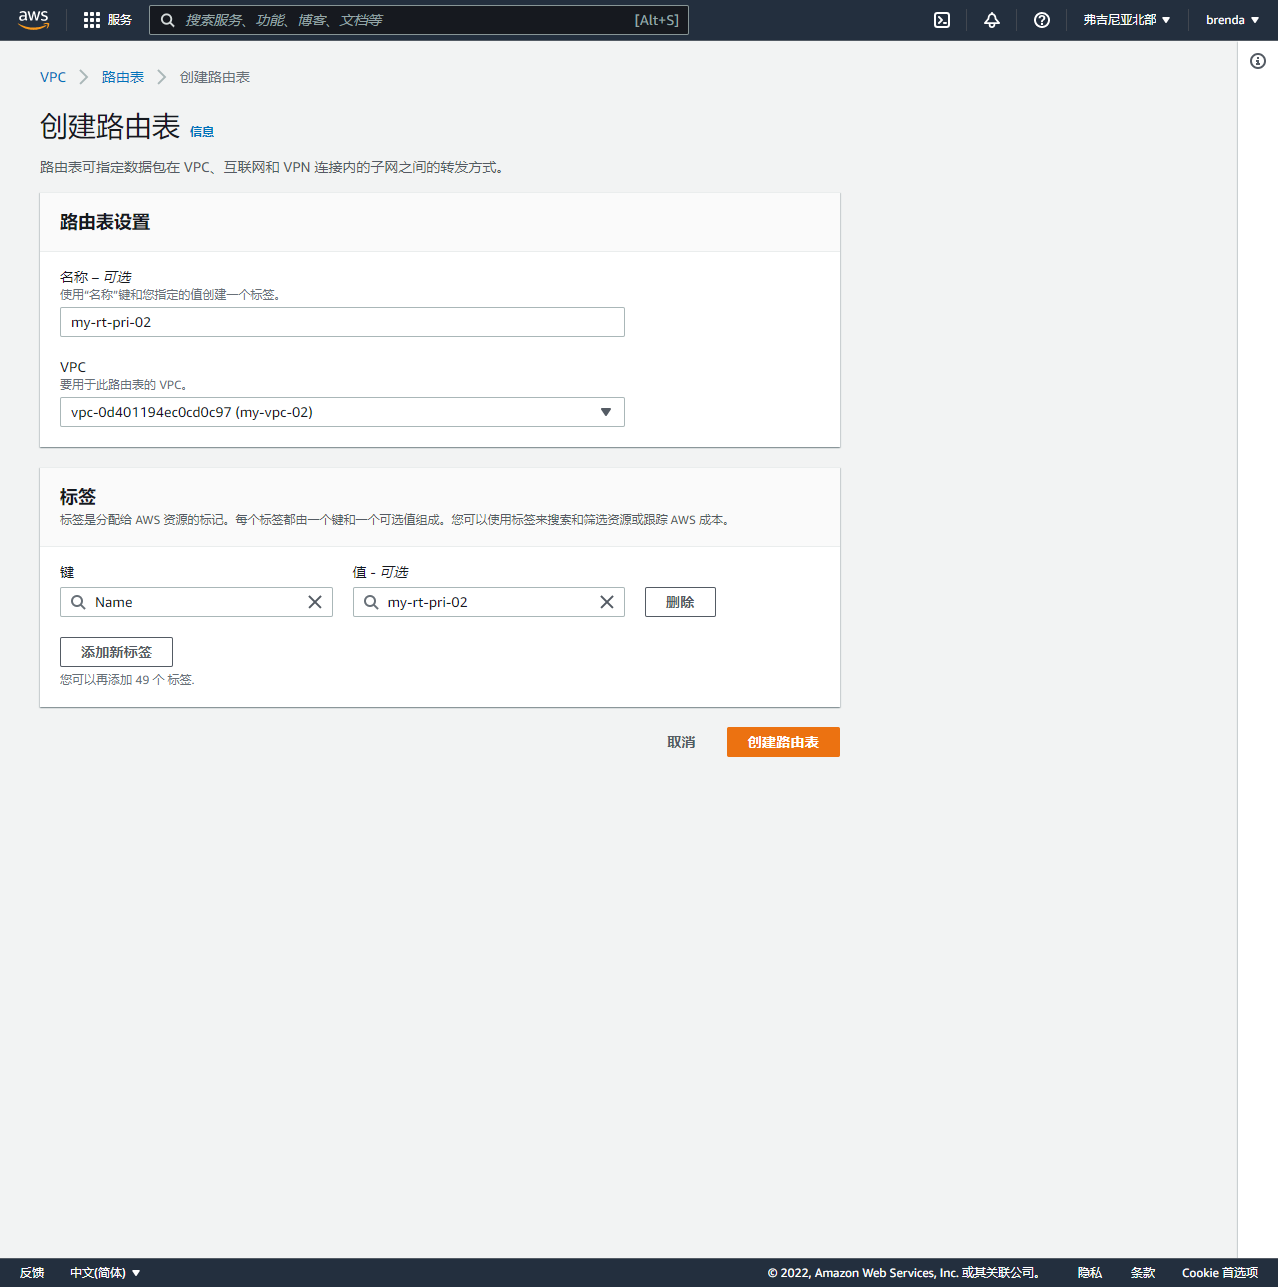 aws 服务 搜索服务、功能、博客、文档等 [Alt+S] 弗吉尼亚北部 brenda
VPC 路由表 创建路由表
创建路由表 信息
路由表可指定数据包在 VPC、互联网和 VPN 连接内的子网之间的转发方式。
路由表设置
名称 – 可选
使用“名称”键和您指定的值创建一个标签。
my-rt-pri-02
VPC
要用于此路由表的 VPC。
vpc-0d401194ec0cd0c97 (my-vpc-02)
标签
标签是分配给 AWS 资源的标记。每个标签都由一个键和一个可选值组成。您可以使用标签来搜索和筛选资源或跟踪 AWS 成本。
键 值 - 可选
Name my-rt-pri-02 删除
添加新标签
您可以再添加 49 个 标签.
取消 创建路由表
反馈 中文(简体) © 2022, Amazon Web Services, Inc. 或其关联公司。 隐私 条款 Cookie 首选项